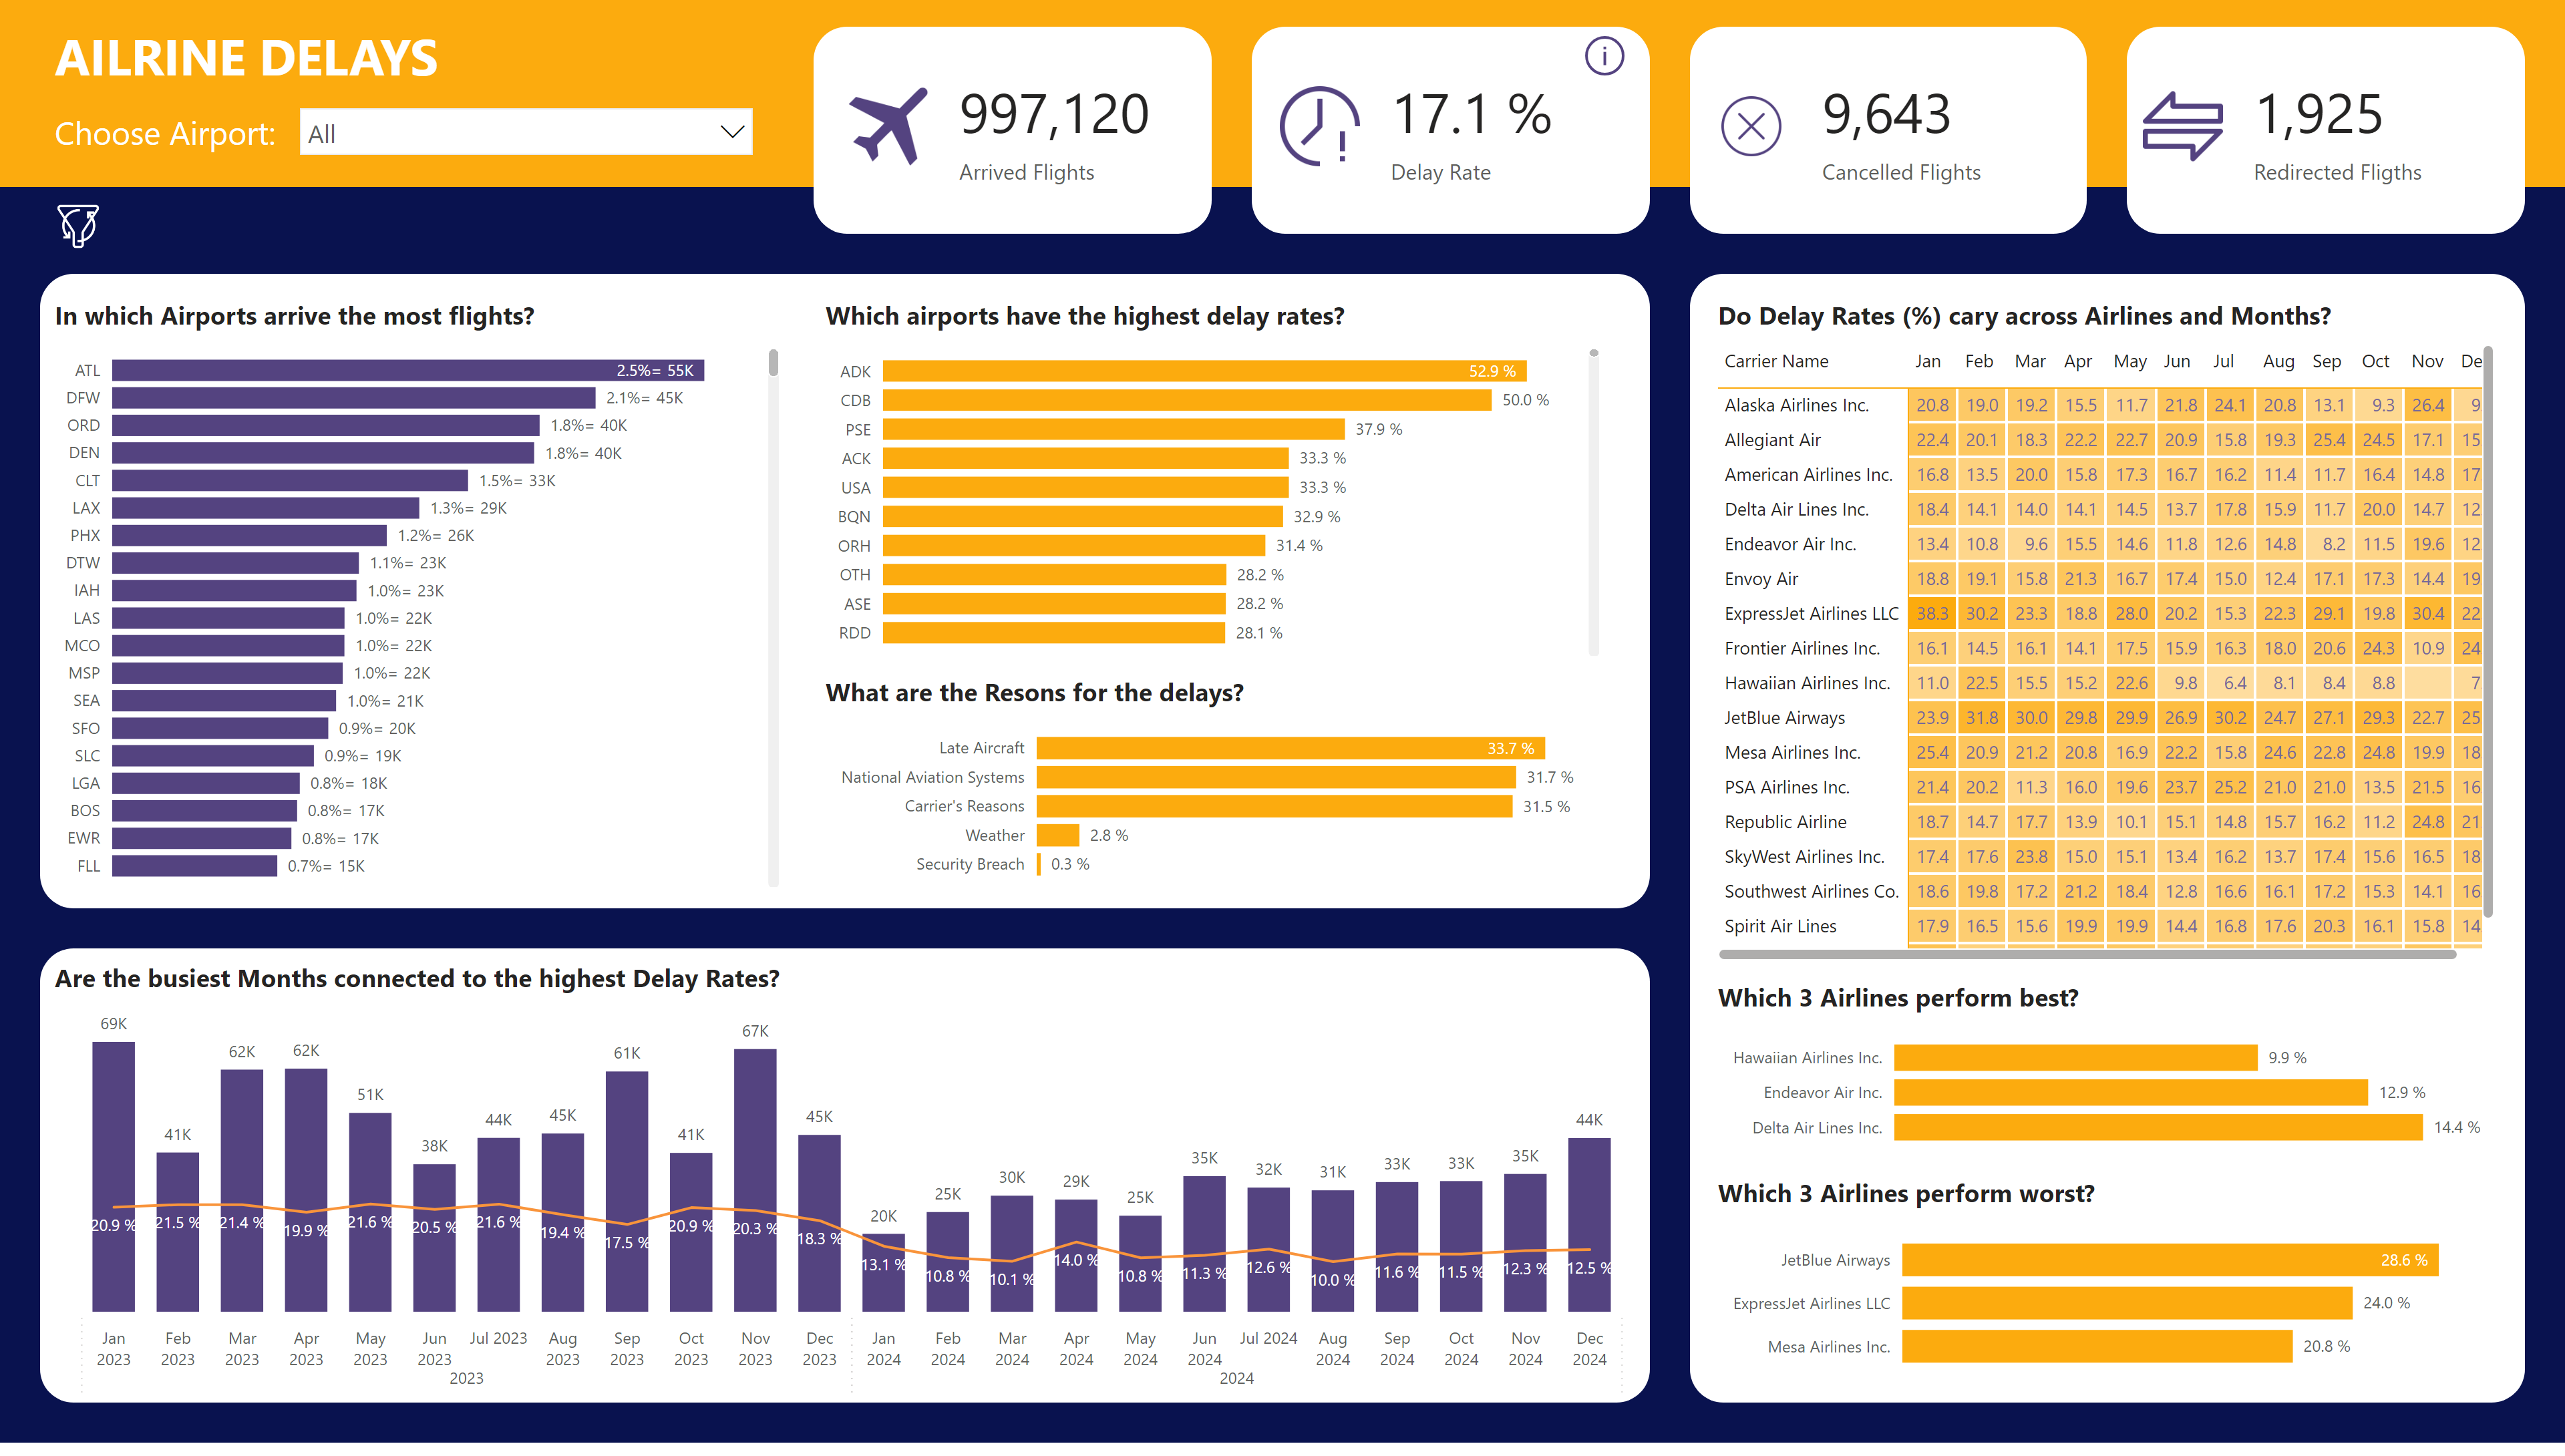 AILRINE DELAYS
Choose Airport:
All
997,120
Arrived Flights
i
17.1 %
Delay Rate
9,643
Cancelled Flights
1,925
Redirected Fligths
In which Airports arrive the most flights?
ATL 2.5%= 55K
DFW 2.1%= 45K
ORD 1.8%= 40K
DEN 1.8%= 40K
CLT 1.5%= 33K
LAX 1.3%= 29K
PHX 1.2%= 26K
DTW 1.1%= 23K
IAH 1.0%= 23K
LAS 1.0%= 22K
MCO 1.0%= 22K
MSP 1.0%= 22K
SEA 1.0%= 21K
SFO 0.9%= 20K
SLC 0.9%= 19K
LGA 0.8%= 18K
BOS 0.8%= 17K
EWR 0.8%= 17K
FLL 0.7%= 15K
Which airports have the highest delay rates?
ADK 52.9 %
CDB 50.0 %
PSE 37.9 %
ACK 33.3 %
USA 33.3 %
BQN 32.9 %
ORH 31.4 %
OTH 28.2 %
ASE 28.2 %
RDD 28.1 %
What are the Resons for the delays?
Late Aircraft 33.7 %
National Aviation Systems 31.7 %
Carrier's Reasons 31.5 %
Weather 2.8 %
Security Breach 0.3 %
Do Delay Rates (%) cary across Airlines and Months?
Carrier Name Jan Feb Mar Apr May Jun Jul Aug Sep Oct Nov De
Alaska Airlines Inc. 20.8 19.0 19.2 15.5 11.7 21.8 24.1 20.8 13.1 9.3 26.4 9
Allegiant Air 22.4 20.1 18.3 22.2 22.7 20.9 15.8 19.3 25.4 24.5 17.1 15
American Airlines Inc. 16.8 13.5 20.0 15.8 17.3 16.7 16.2 11.4 11.7 16.4 14.8 17
Delta Air Lines Inc. 18.4 14.1 14.0 14.1 14.5 13.7 17.8 15.9 11.7 20.0 14.7 12
Endeavor Air Inc. 13.4 10.8 9.6 15.5 14.6 11.8 12.6 14.8 8.2 11.5 19.6 12
Envoy Air 18.8 19.1 15.8 21.3 16.7 17.4 15.0 12.4 17.1 17.3 14.4 19
ExpressJet Airlines LLC 38.3 30.2 23.3 18.8 28.0 20.2 15.3 22.3 29.1 19.8 30.4 22
Frontier Airlines Inc. 16.1 14.5 16.1 14.1 17.5 15.9 16.3 18.0 20.6 24.3 10.9 24
Hawaiian Airlines Inc. 11.0 22.5 15.5 15.2 22.6 9.8 6.4 8.1 8.4 8.8 7
JetBlue Airways 23.9 31.8 30.0 29.8 29.9 26.9 30.2 24.7 27.1 29.3 22.7 25
Mesa Airlines Inc. 25.4 20.9 21.2 20.8 16.9 22.2 15.8 24.6 22.8 24.8 19.9 18
PSA Airlines Inc. 21.4 20.2 11.3 16.0 19.6 23.7 25.2 21.0 21.0 13.5 21.5 16
Republic Airline 18.7 14.7 17.7 13.9 10.1 15.1 14.8 15.7 16.2 11.2 24.8 21
SkyWest Airlines Inc. 17.4 17.6 23.8 15.0 15.1 13.4 16.2 13.7 17.4 15.6 16.5 18
Southwest Airlines Co. 18.6 19.8 17.2 21.2 18.4 12.8 16.6 16.1 17.2 15.3 14.1 16
Spirit Air Lines 17.9 16.5 15.6 19.9 19.9 14.4 16.8 17.6 20.3 16.1 15.8 14
Which 3 Airlines perform best?
Hawaiian Airlines Inc. 9.9 %
Endeavor Air Inc. 12.9 %
Delta Air Lines Inc. 14.4 %
Which 3 Airlines perform worst?
JetBlue Airways 28.6 %
ExpressJet Airlines LLC 24.0 %
Mesa Airlines Inc. 20.8 %
Are the busiest Months connected to the highest Delay Rates?
69K 41K 62K 62K 51K 38K 44K 45K 61K 41K 67K 45K 20K 25K 30K 29K 25K 35K 32K 31K 33K 33K 35K 44K
20.9 % 21.5 % 21.4 % 19.9 % 21.6 % 20.5 % 21.6 % 19.4 % 17.5 % 20.9 % 20.3 % 18.3 % 13.1 % 10.8 % 10.1 % 14.0 % 10.8 % 11.3 % 12.6 % 10.0 % 11.6 % 11.5 % 12.3 % 12.5 %
Jan Feb Mar Apr May Jun Jul 2023 Aug Sep Oct Nov Dec Jan Feb Mar Apr May Jun Jul 2024 Aug Sep Oct Nov Dec
2023 2023 2023 2023 2023 2023 2023 2023 2023 2023 2023 2024 2024 2024 2024 2024 2024 2024 2024 2024 2024 2024
2023 2024